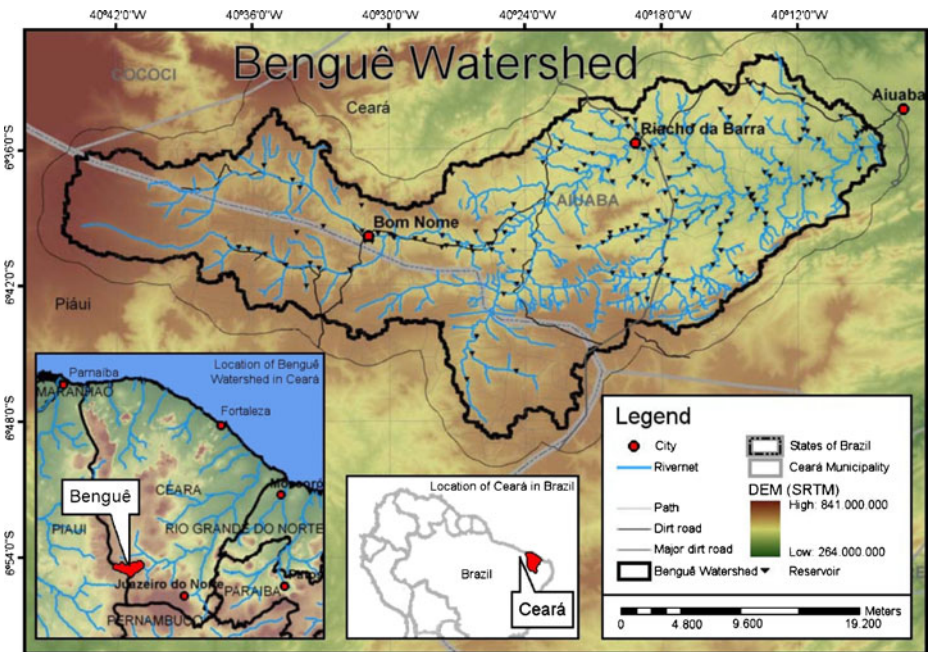 40°42'0"W
40°36'0"W
40°30'0"W
40°24'0"W
40°18'0"W
40°12'0"W
Benguê Watershed
COCOCI
Ceará
Aiuaba
Riacho da Barra
6°36'0"S
AIUABA
Bom Nome
6°42'0"S
Piáui
6°48'0"S
6°54'0"S
Location of Benguê
Watershed in Ceará
Parnaíba
MARANHÃO
Fortaleza
Benguê
CEARA
Mossoró
PIAUI
RIO GRANDE DO NORTE
Juazeiro do Norte
PARAIBA
PERNAMBUCO
Location of Ceará in Brazil
Brazil
Ceará
Legend
City
States of Brazil
Rivernet
Ceará Municipality
DEM (SRTM)
Path
High: 841.000.000
Dirt road
Major dirt road
Low: 264.000.000
Benguê Watershed
Reservoir
Meters
0 4 800 9 600 19.200